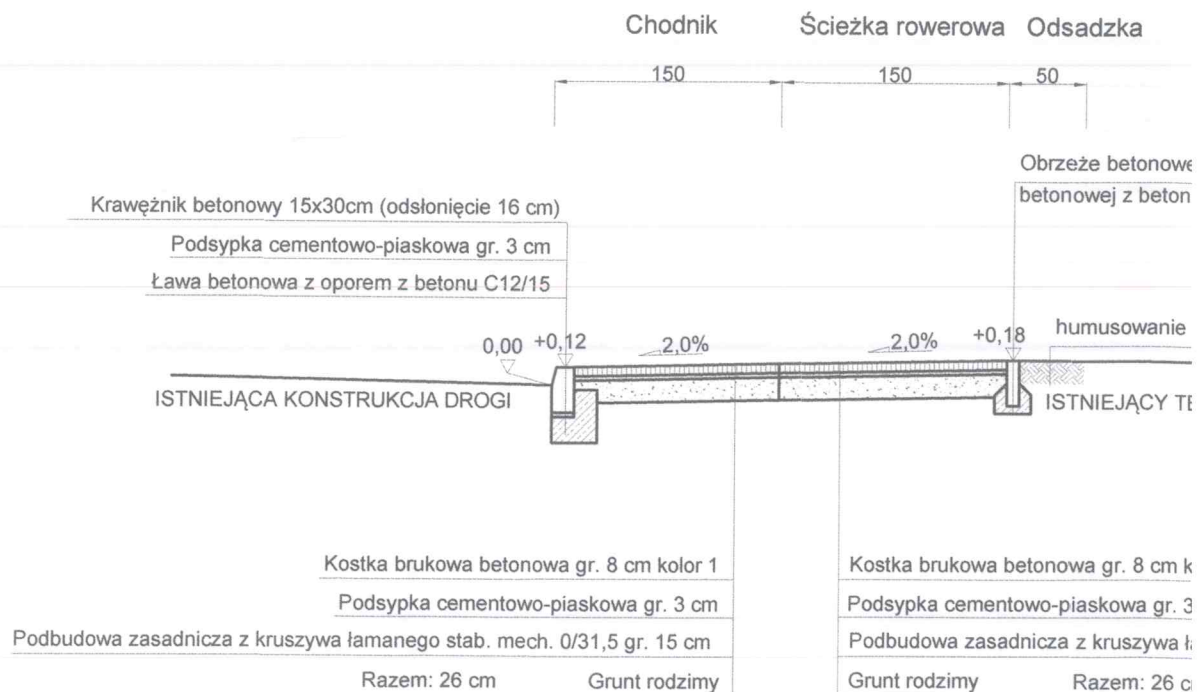 Chodnik Ścieżka rowerowa Odsadzka
150 150 50
Obrzeże betonowe
Krawężnik betonowy 15x30cm (odsłonięcie 16 cm)
betonowej z beton
Podsypka cementowo-piaskowa gr. 3 cm
Ława betonowa z oporem z betonu C12/15
0,00 +0,12 2,0% 2,0% +0,18 humusowanie
ISTNIEJĄCA KONSTRUKCJA DROGI ISTNIEJĄCY
Kostka brukowa betonowa gr. 8 cm kolor 1 Kostka brukowa betonowa gr. 8 cm
Podsypka cementowo-piaskowa gr. 3 cm Podsypka cementowo-piaskowa gr. 3
Podbudowa zasadnicza z kruszywa łamanego stab. mech. 0/31,5 gr. 15 cm Podbudowa zasadnicza z kruszywa
Razem: 26 cm Grunt rodzimy Grunt rodzimy Razem: 26